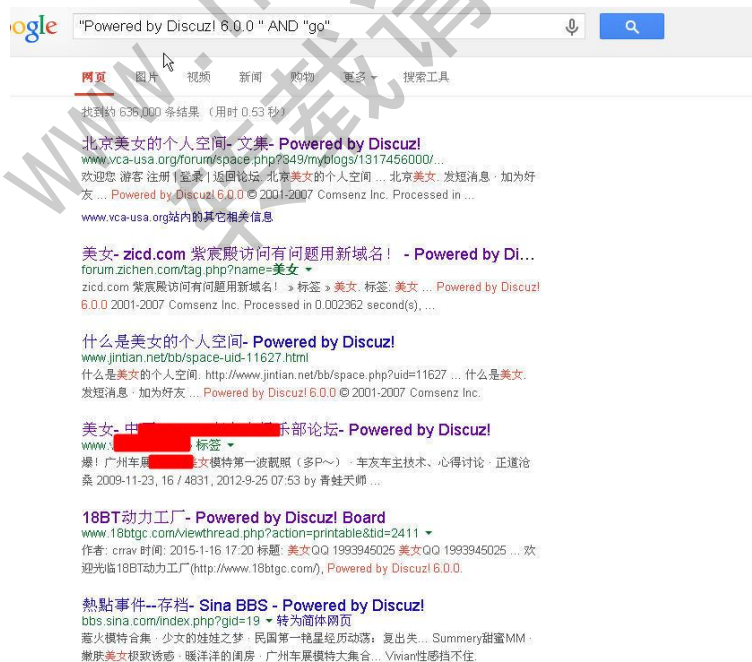 ogle "Powered by Discuz! 6.0.0 " AND "go"
网页 图片 视频 新闻 购物 更多 搜索工具
找到约 636,000 条结果 (用时 0.53 秒)
北京美女的个人空间- 文集- Powered by Discuz!
www.vca-usa.org/forum/space.php?349/myblogs/1317456000/...
欢迎您 游客 注册 | 登录 | 返回论坛. 北京美女的个人空间 ... 北京美女. 发短消息 · 加为好
友 ... Powered by Discuz! 6.0.0 © 2001-2007 Comsenz Inc. Processed in ...
www.vca-usa.org站内的其它相关信息
美女- zicd.com 紫宸殿访问有问题用新域名! - Powered by Di...
forum.zichen.com/tag.php?name=美女
zicd.com 紫宸殿访问有问题用新域名! » 标签 » 美女. 标签: 美女 ... Powered by Discuz!
6.0.0 2001-2007 Comsenz Inc. Processed in 0.002362 second(s), ...
什么是美女的个人空间- Powered by Discuz!
www.jintian.net/bb/space-uid-11627.html
什么是美女的个人空间. http://www.jintian.net/bb/space.php?uid=11627 ... 什么是美女.
发短消息 · 加为好友 ... Powered by Discuz! 6.0.0 © 2001-2007 Comsenz Inc.
美女- 中 乐部论坛- Powered by Discuz!
www. 标签
爆! 广州车展 美女模特第一波靓照 (多P~) · 车友车主技术、心得讨论 · 正道沧
桑 2009-11-23, 16 / 4831, 2012-9-25 07:53 by 青蛙天师 ...
18BT动力工厂- Powered by Discuz! Board
www.18btgc.com/viewthread.php?action=printable&tid=2411
作者: crrav 时间: 2015-1-16 17:20 标题: 美女QQ 1993945025 美女QQ 1993945025 ... 欢
迎光临18BT动力工厂(http://www.18btgc.com/), Powered by Discuz! 6.0.0.
熱點事件--存档- Sina BBS - Powered by Discuz!
bbs.sina.com/index.php?gid=19 转为简体网页
惹火模特合集 · 少女的娃娃之梦 · 民国第一艳星经历动荡: 复出失... Summery甜蜜MM ·
嫩肤美女极致诱惑 · 暖洋洋的闺房 · 广州车展模特大集合... Vivian性感挡不住.